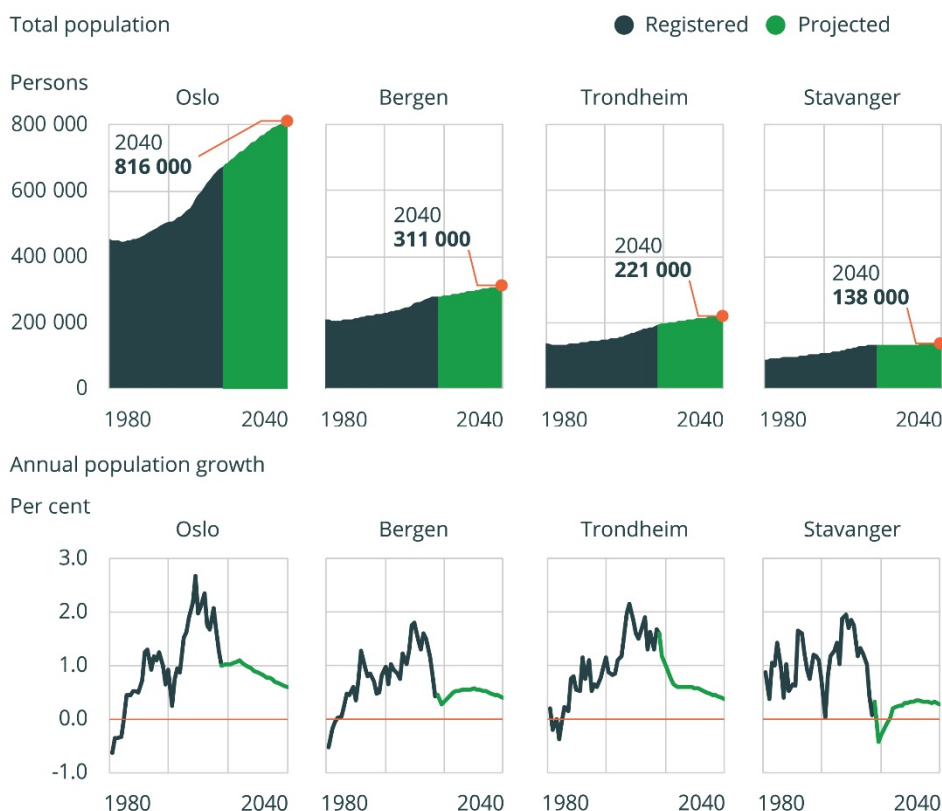 Total population
Registered Projected
Persons
Oslo Bergen Trondheim Stavanger
800 000
600 000
400 000
200 000
0
2040
816 000
2040
311 000
2040
221 000
2040
138 000
1980 2040 1980 2040 1980 2040 1980 2040
Annual population growth
Per cent
Oslo Bergen Trondheim Stavanger
3.0
2.0
1.0
0.0
-1.0
1980 2040 1980 2040 1980 2040 1980 2040